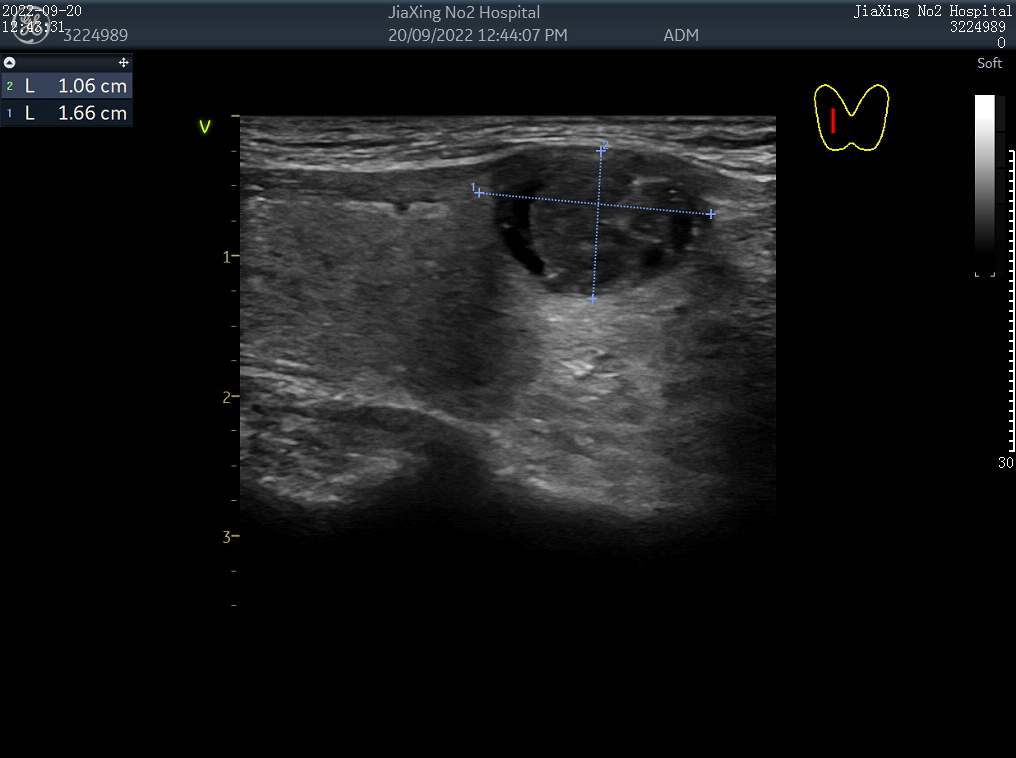 2022-09-20
12:43:31
3224989
JiaXing No2 Hospital
20/09/2022 12:44:07 PM
ADM
JiaXing No2 Hospital
3224989
0
Soft
2 L 1.06 cm
1 L 1.66 cm
V
2
1
1
2
3
30